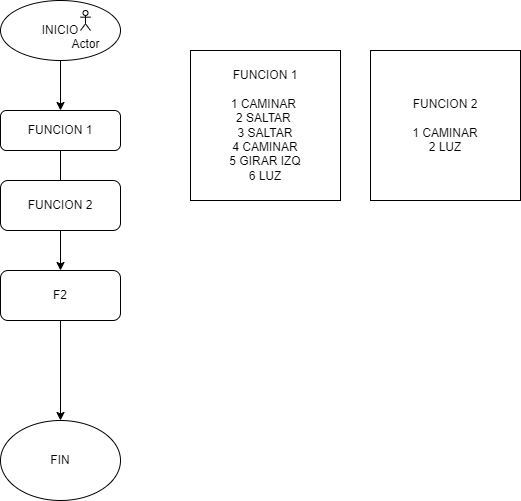 INICIO
Actor
FUNCION 1
FUNCION 2
F2
FIN
FUNCION 1
1 CAMINAR
2 SALTAR
3 SALTAR
4 CAMINAR
5 GIRAR IZQ
6 LUZ
FUNCION 2
1 CAMINAR
2 LUZ